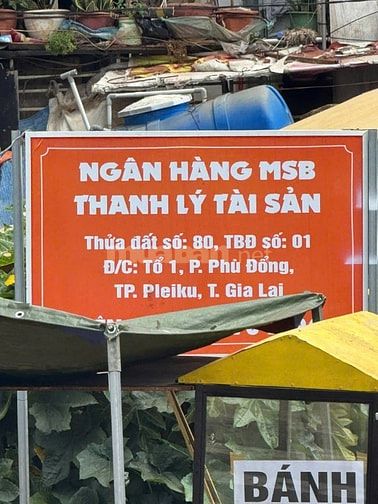 NGÂN HÀNG MSB
THANH LÝ TÀI SẢN
Thửa đất số: 80, TBĐ số: 01
Đ/C: Tổ 1, P. Phù Đổng,
TP. Pleiku, T. Gia Lai
BÁNH